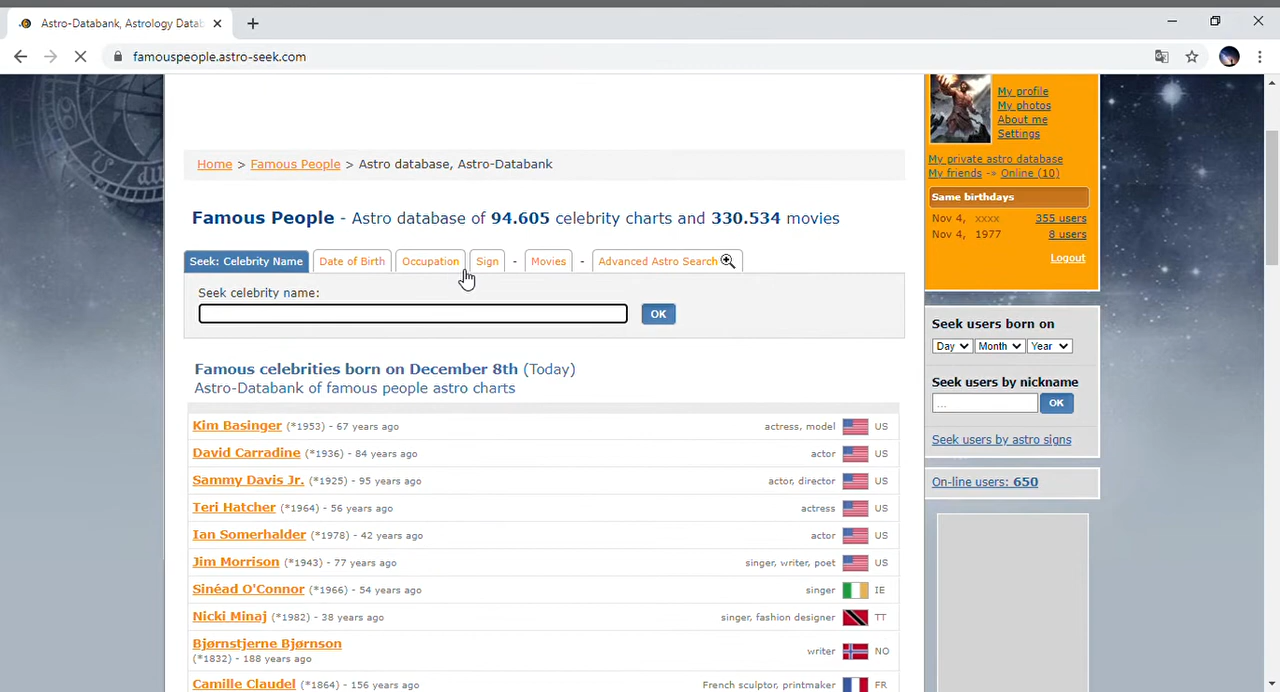 Astro-Databank, Astrology Datab
famouspeople.astro-seek.com
My profile
My photos
About me
Settings
My private astro database
My friends -> Online (10)
Same birthdays
Nov 4, xxxx 355 users
Nov 4, 1977 8 users
Logout
Home > Famous People > Astro database, Astro-Databank
Famous People - Astro database of 94.605 celebrity charts and 330.534 movies
Seek: Celebrity Name Date of Birth Occupation Sign - Movies - Advanced Astro Search
Seek celebrity name:
OK
Famous celebrities born on December 8th (Today)
Astro-Databank of famous people astro charts
Kim Basinger (*1953) - 67 years ago actress, model US
David Carradine (*1936) - 84 years ago actor US
Sammy Davis Jr. (*1925) - 95 years ago actor, director US
Teri Hatcher (*1964) - 56 years ago actress US
Ian Somerhalder (*1978) - 42 years ago actor US
Jim Morrison (*1943) - 77 years ago singer, writer, poet US
Sinéad O'Connor (*1966) - 54 years ago singer IE
Nicki Minaj (*1982) - 38 years ago singer, fashion designer TT
Bjørnstjerne Bjørnson
(*1832) - 188 years ago writer NO
Camille Claudel (*1864) - 156 years ago French sculptor, printmaker FR
Seek users born on
Day Month Year
Seek users by nickname
... OK
Seek users by astro signs
On-line users: 650